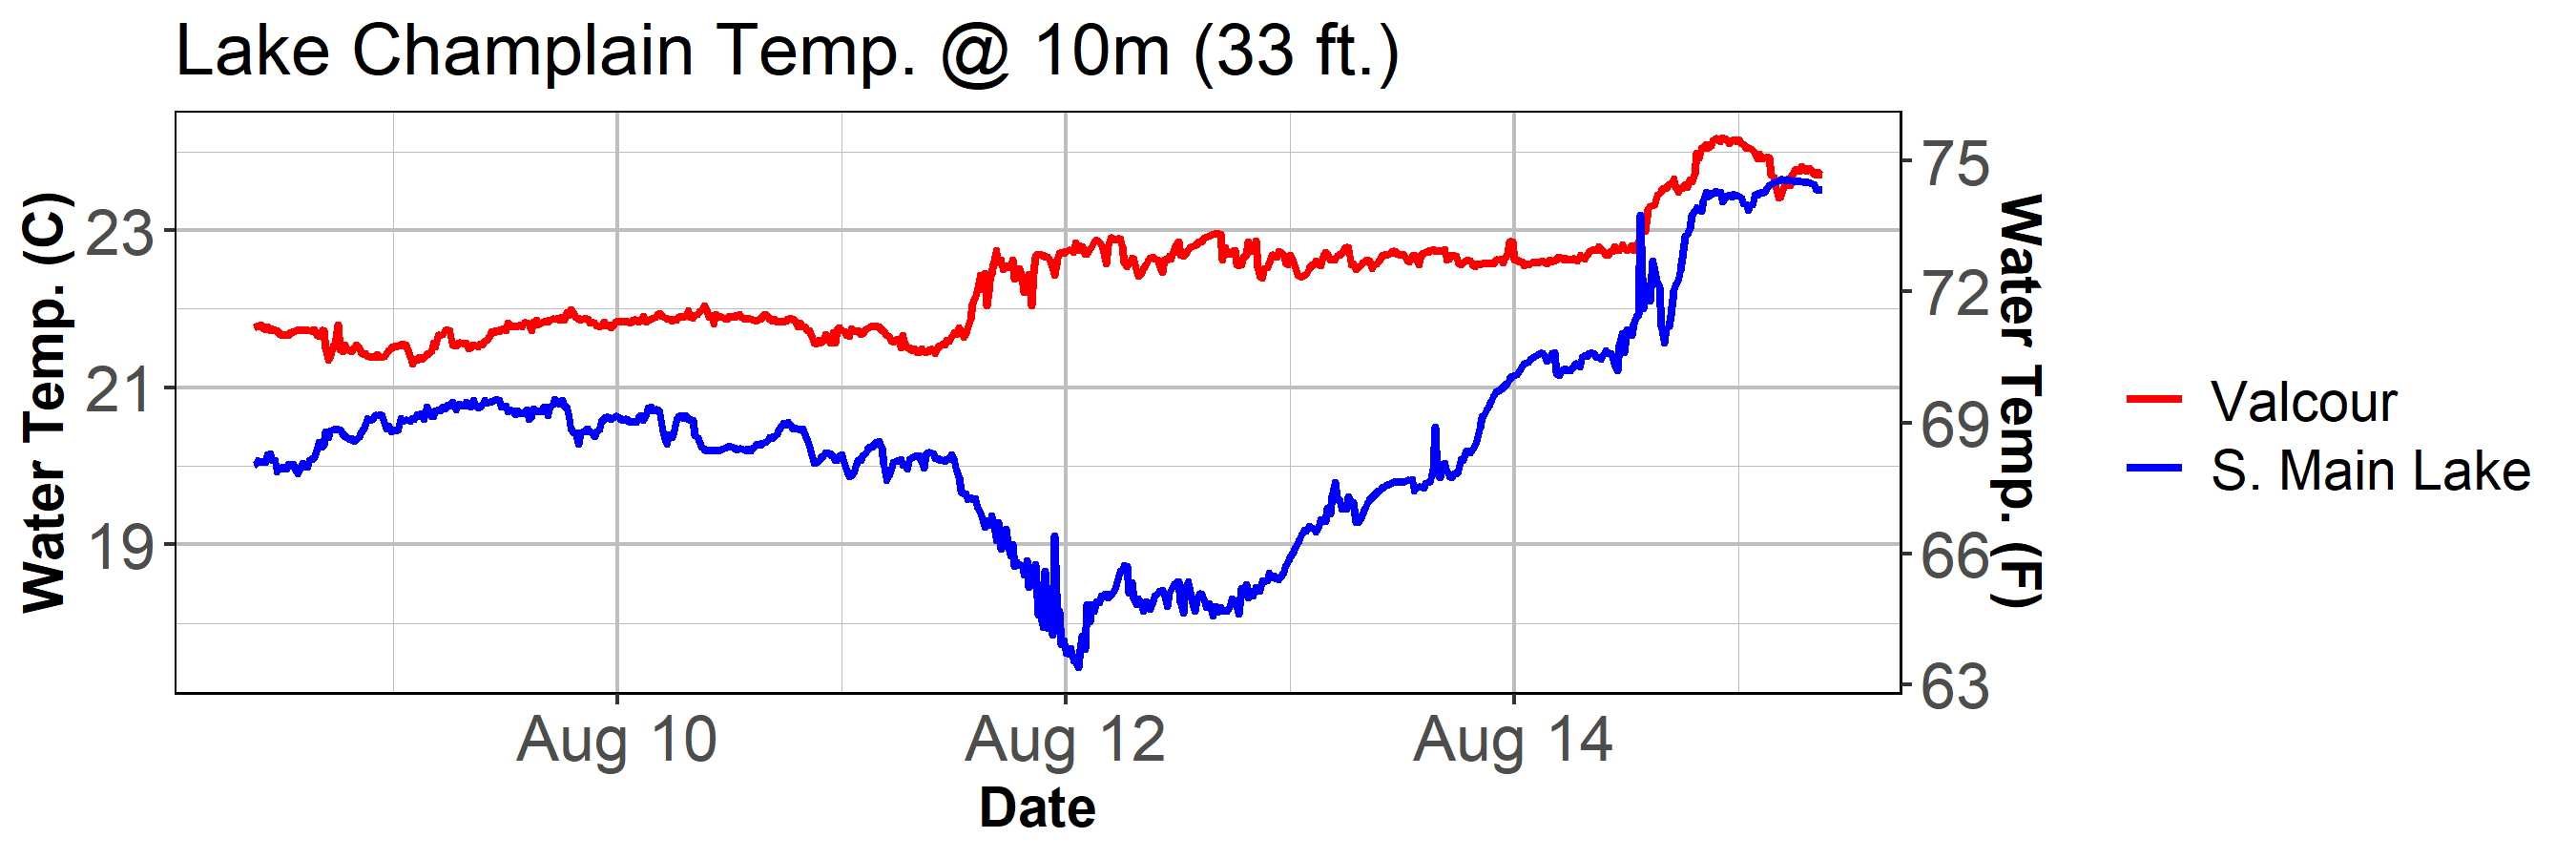 Lake Champlain Temp. @ 10m (33 ft.)
Water Temp. (C)
23
21
19
75
72
69
66
63
Water Temp. (F)
Aug 10
Aug 12
Aug 14
Date
Valcour
S. Main Lake